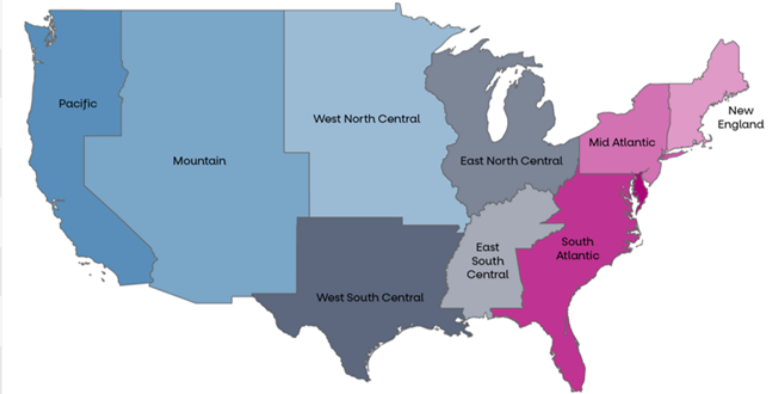 Pacific
Mountain
West North Central
East North Central
Mid Atlantic
New
England
East
South
Central
South
Atlantic
West South Central